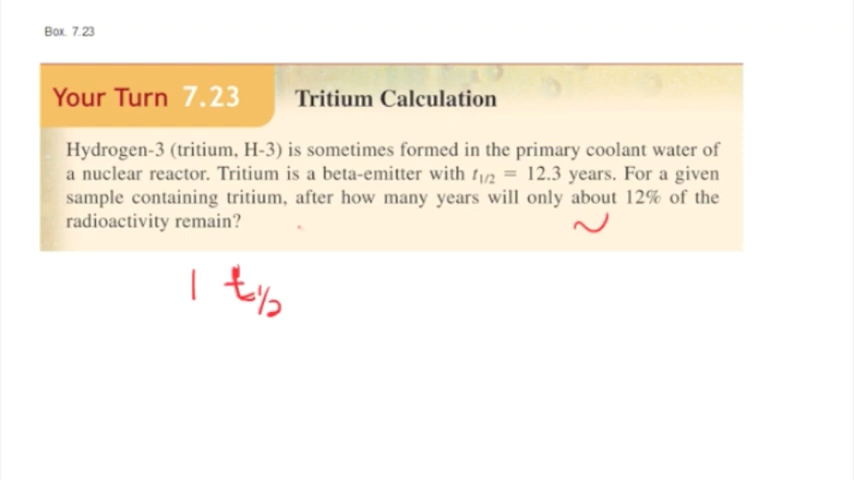 Box. 7.23
Your Turn 7.23 Tritium Calculation
Hydrogen-3 (tritium, H-3) is sometimes formed in the primary coolant water of
a nuclear reactor. Tritium is a beta-emitter with t1/2 = 12.3 years. For a given
sample containing tritium, after how many years will only about 12% of the
radioactivity remain?
1 t1/2